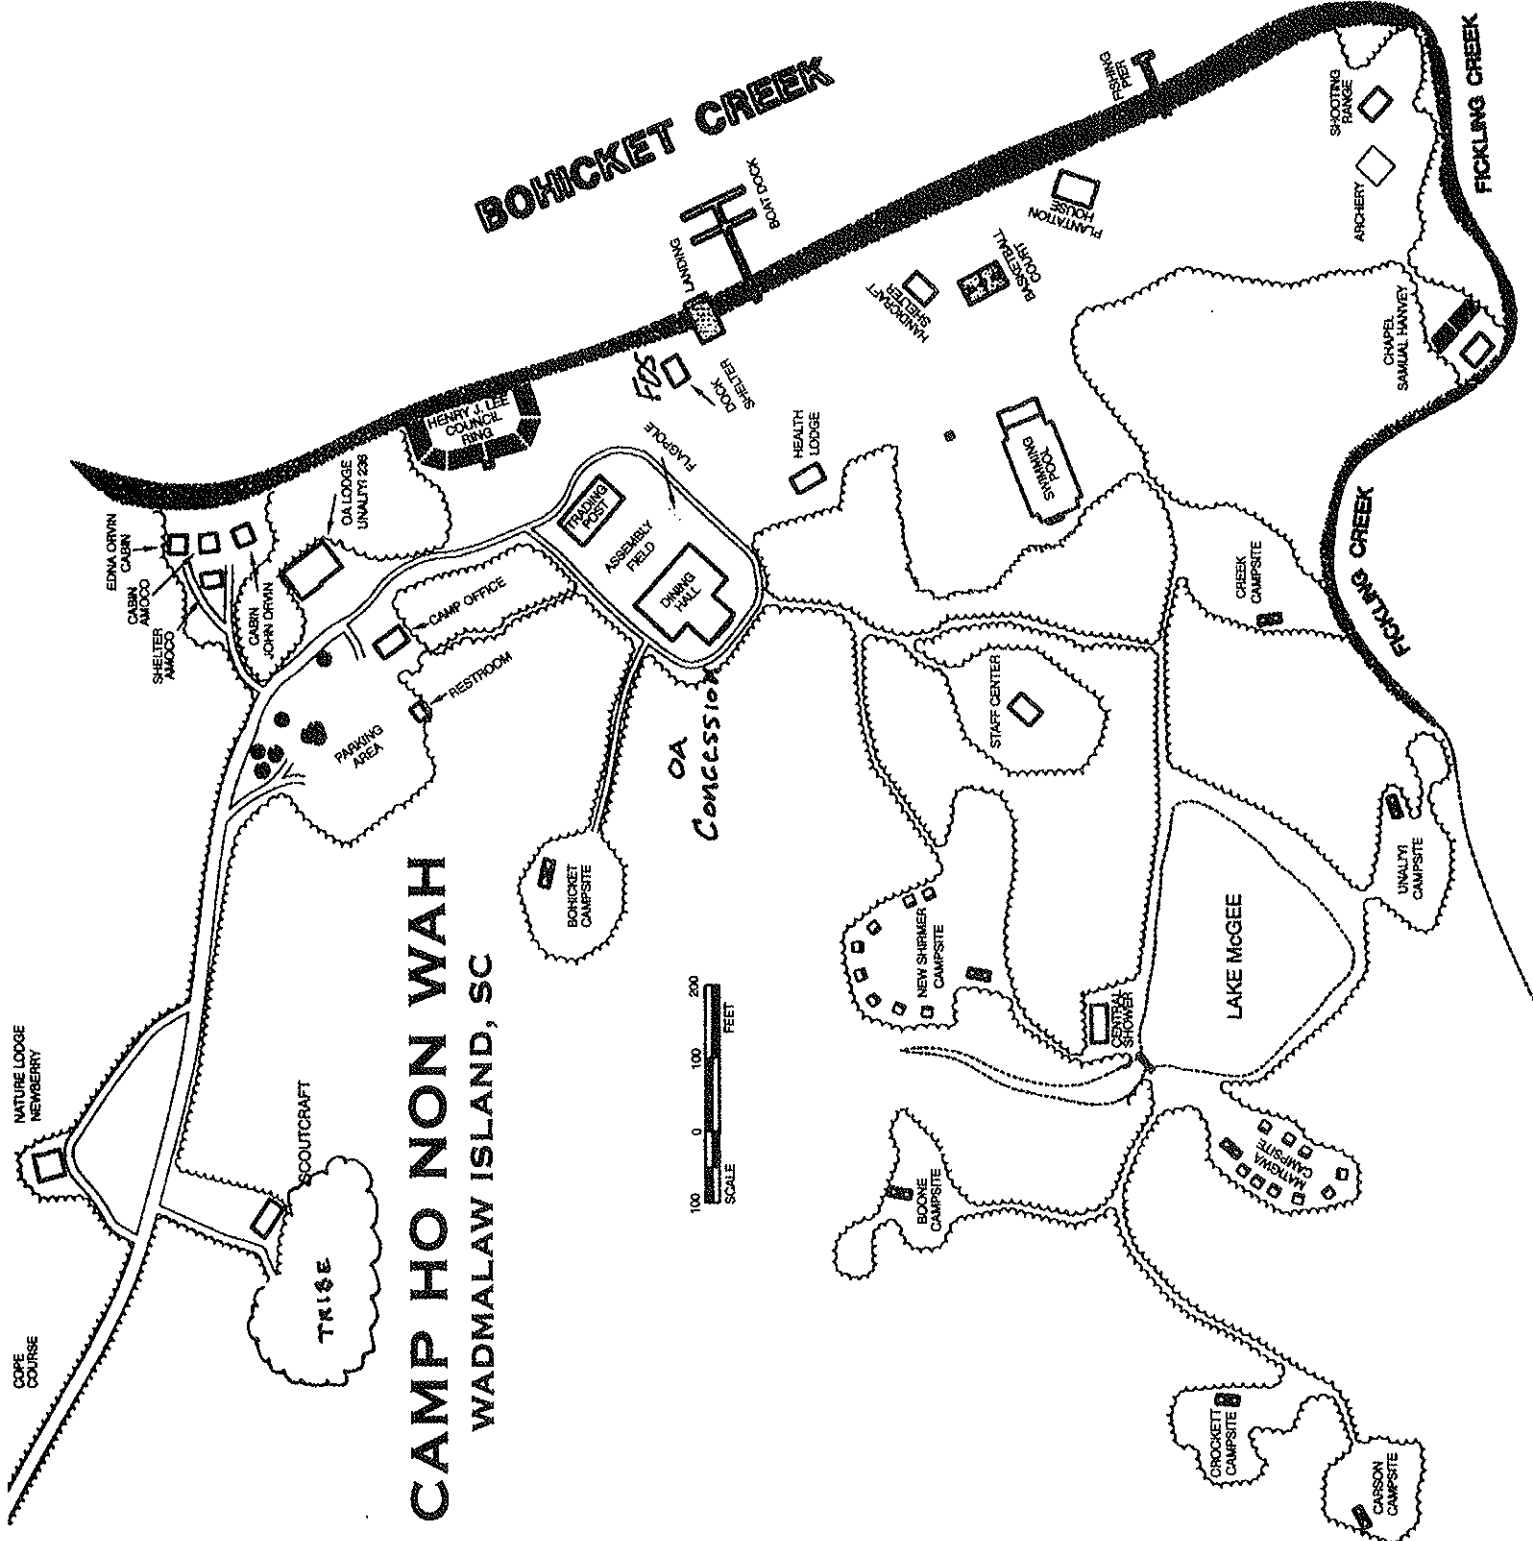 BOHICKET CREEK
FISHING
PIER
SHOOTING
RANGE
FICKLING CREEK
ARCHERY
PLANTATION
HOUSE
BASKETBALL
COURT
HANDICRAFT
SHELTER
BOAT DOCK
LANDING
FOS
DOCK
SHELTER
HENRY J. LEE
COUNCIL
RING
OA LODGE
UNALIYI 236
EDNA ORVIN
CABIN
CABIN
AMOCO
SHELTER
AMOCO
CABIN
JOHN ORVIN
FLAGPOLE
TRADING
POST
ASSEMBLY
FIELD
DINING
HALL
HEALTH
LODGE
SWIMMING
POOL
CHAPEL
SAMUAL HANVEY
CAMP OFFICE
RESTROOM
PARKING
AREA
OA
Concession
STAFF CENTER
CREEK
CAMPSITE
FICKLING CREEK
BOHICKET
CAMPSITE
NEW SHIRMER
CAMPSITE
CENTRAL
SHOWER
LAKE McGEE
UNALIYI
CAMPSITE
NATURE LODGE
NEWBERRY
SCOUTCRAFT
TRIBE
COPE
COURSE
CAMP HO NON WAH
WADMALAW ISLAND, SC
100 0 100 200
SCALE FEET
BOONE
CAMPSITE
MATIGWA
CAMPSITE
CROCKETT
CAMPSITE
CARSON
CAMPSITE